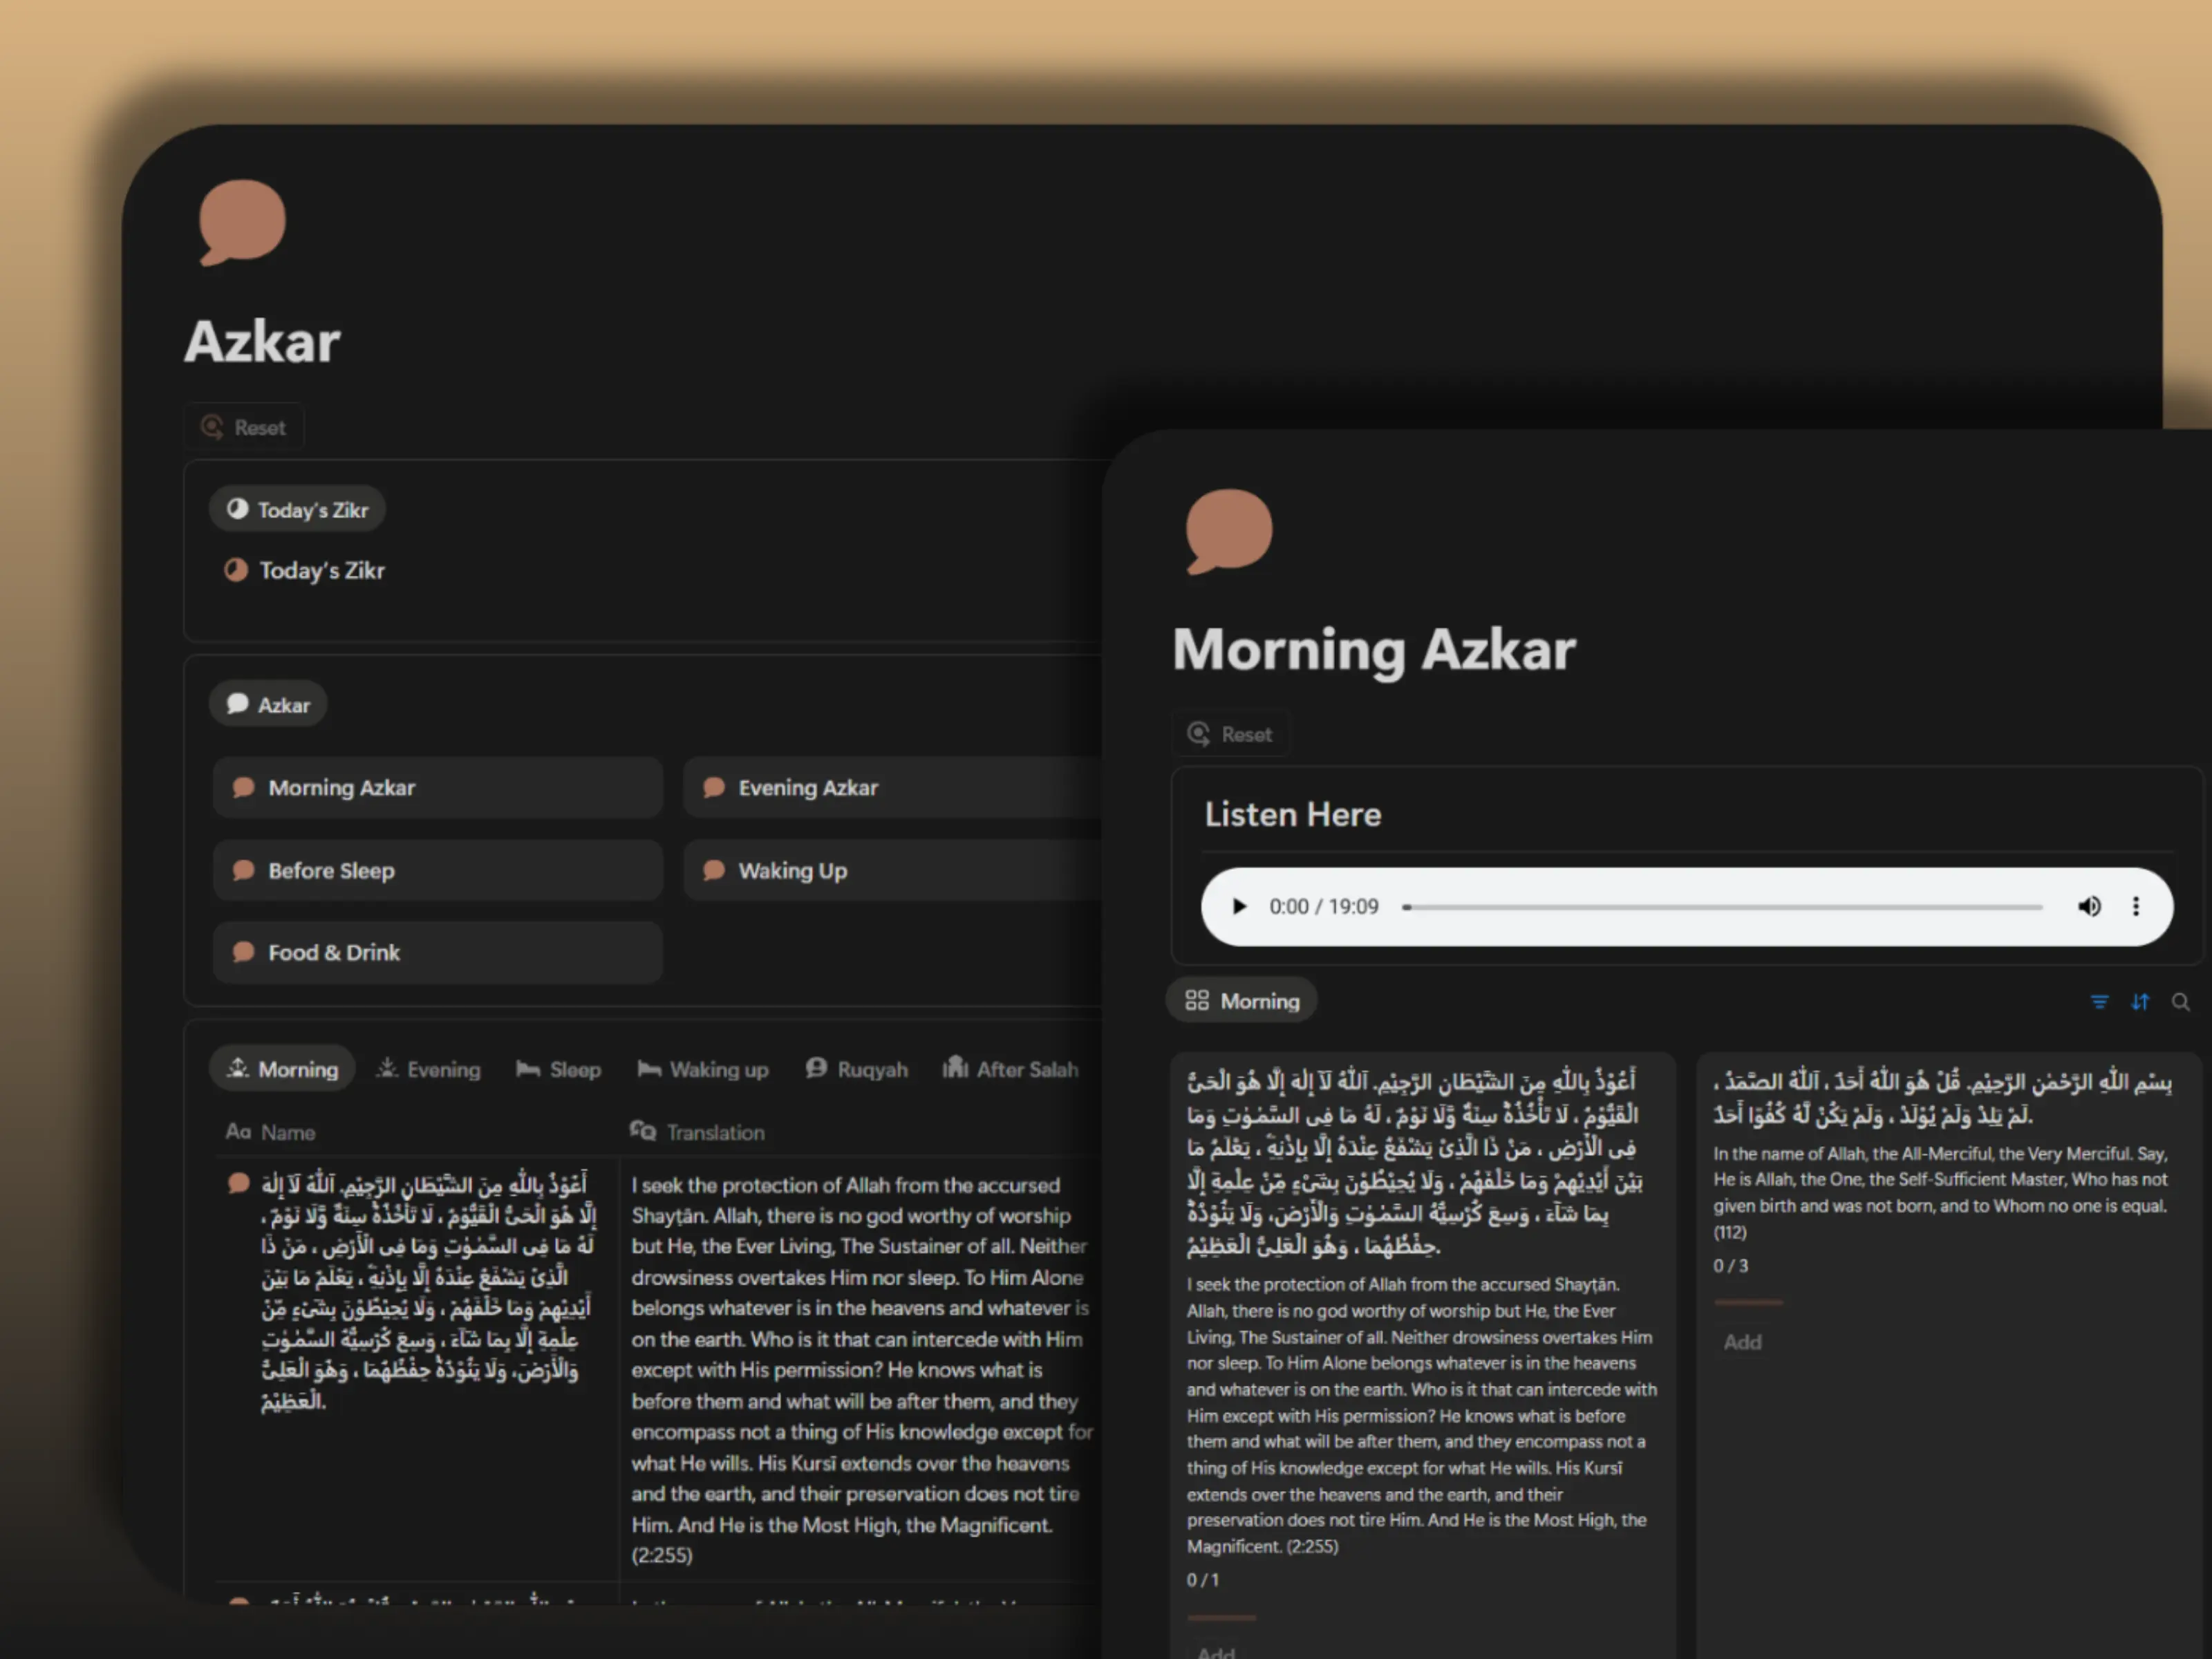 Azkar
Reset
Today's Zikr
Today's Zikr
Azkar
Morning Azkar
Evening Azkar
Before Sleep
Waking Up
Food & Drink
Morning
Evening
Sleep
Waking up
Ruqyah
After Salah
Aa Name
Translation
أَعُوْذُ بِاللّٰهِ مِنَ الشَّيْطَانِ الرَّجِيْمِ. اَللّٰهُ لَآ إِلٰهَ
إِلَّا هُوَ الْحَىُّ الْقَيُّوْمُ ، لَا تَأْخُذُهٗ سِنَةٌ وَّلَا نَوْمٌ ،
لَهُ مَا فِى السَّمٰوٰتِ وَمَا فِى الْأَرْضِ ، مَنْ ذَا
الَّذِىْ يَشْفَعُ عِنْدَهٗ إِلَّا بِإِذْنِهٖ ، يَعْلَمُ مَا بَيْنَ
أَيْدِيْهِمْ وَمَا خَلْفَهُمْ ، وَلَا يُحِيْطُوْنَ بِشَىْءٍ مِّنْ
عِلْمِهٖ إِلَّا بِمَا شَآءَ ، وَسِعَ كُرْسِيُّهُ السَّمٰوٰتِ
وَالْأَرْضَ، وَلَا يَئُوْدُهٗ حِفْظُهُمَا ، وَهُوَ الْعَلِىُّ
الْعَظِيْمُ.
I seek the protection of Allah from the accursed
Shayṭān. Allah, there is no god worthy of worship
but He, the Ever Living, The Sustainer of all. Neither
drowsiness overtakes Him nor sleep. To Him Alone
belongs whatever is in the heavens and whatever is
on the earth. Who is it that can intercede with Him
except with His permission? He knows what is
before them and what will be after them, and they
encompass not a thing of His knowledge except for
what He wills. His Kursī extends over the heavens
and the earth, and their preservation does not tire
Him. And He is the Most High, the Magnificent.
(2:255)
Morning Azkar
Reset
Listen Here
0:00 / 19:09
Morning
أَعُوْذُ بِاللّٰهِ مِنَ الشَّيْطَانِ الرَّجِيْمِ. اَللّٰهُ لَآ إِلٰهَ إِلَّا هُوَ الْحَىُّ
الْقَيُّوْمُ ، لَا تَأْخُذُهٗ سِنَةٌ وَّلَا نَوْمٌ ، لَهُ مَا فِى السَّمٰوٰتِ وَمَا
فِى الْأَرْضِ ، مَنْ ذَا الَّذِىْ يَشْفَعُ عِنْدَهٗ إِلَّا بِإِذْنِهٖ ، يَعْلَمُ مَا
بَيْنَ أَيْدِيْهِمْ وَمَا خَلْفَهُمْ ، وَلَا يُحِيْطُوْنَ بِشَىْءٍ مِّنْ عِلْمِهٖ إِلَّا
بِمَا شَآءَ ، وَسِعَ كُرْسِيُّهُ السَّمٰوٰتِ وَالْأَرْضَ، وَلَا يَئُوْدُهٗ
حِفْظُهُمَا ، وَهُوَ الْعَلِىُّ الْعَظِيْمُ.
I seek the protection of Allah from the accursed Shayṭān.
Allah, there is no god worthy of worship but He, the Ever
Living, The Sustainer of all. Neither drowsiness overtakes Him
nor sleep. To Him Alone belongs whatever is in the heavens
and whatever is on the earth. Who is it that can intercede with
Him except with His permission? He knows what is before
them and what will be after them, and they encompass not a
thing of His knowledge except for what He wills. His Kursī
extends over the heavens and the earth, and their
preservation does not tire Him. And He is the Most High, the
Magnificent. (2:255)
0 / 1
Add
بِسْمِ اللّٰهِ الرَّحْمٰنِ الرَّحِيْمِ. قُلْ هُوَ اللّٰهُ أَحَدٌ ، اَللّٰهُ الصَّمَدُ ،
لَمْ يَلِدْ وَلَمْ يُوْلَدْ ، وَلَمْ يَكُنْ لَّهُ كُفُوًا أَحَدٌ.
In the name of Allah, the All-Merciful, the Very Merciful. Say,
He is Allah, the One, the Self-Sufficient Master, Who has not
given birth and was not born, and to Whom no one is equal.
(112)
0 / 3
Add